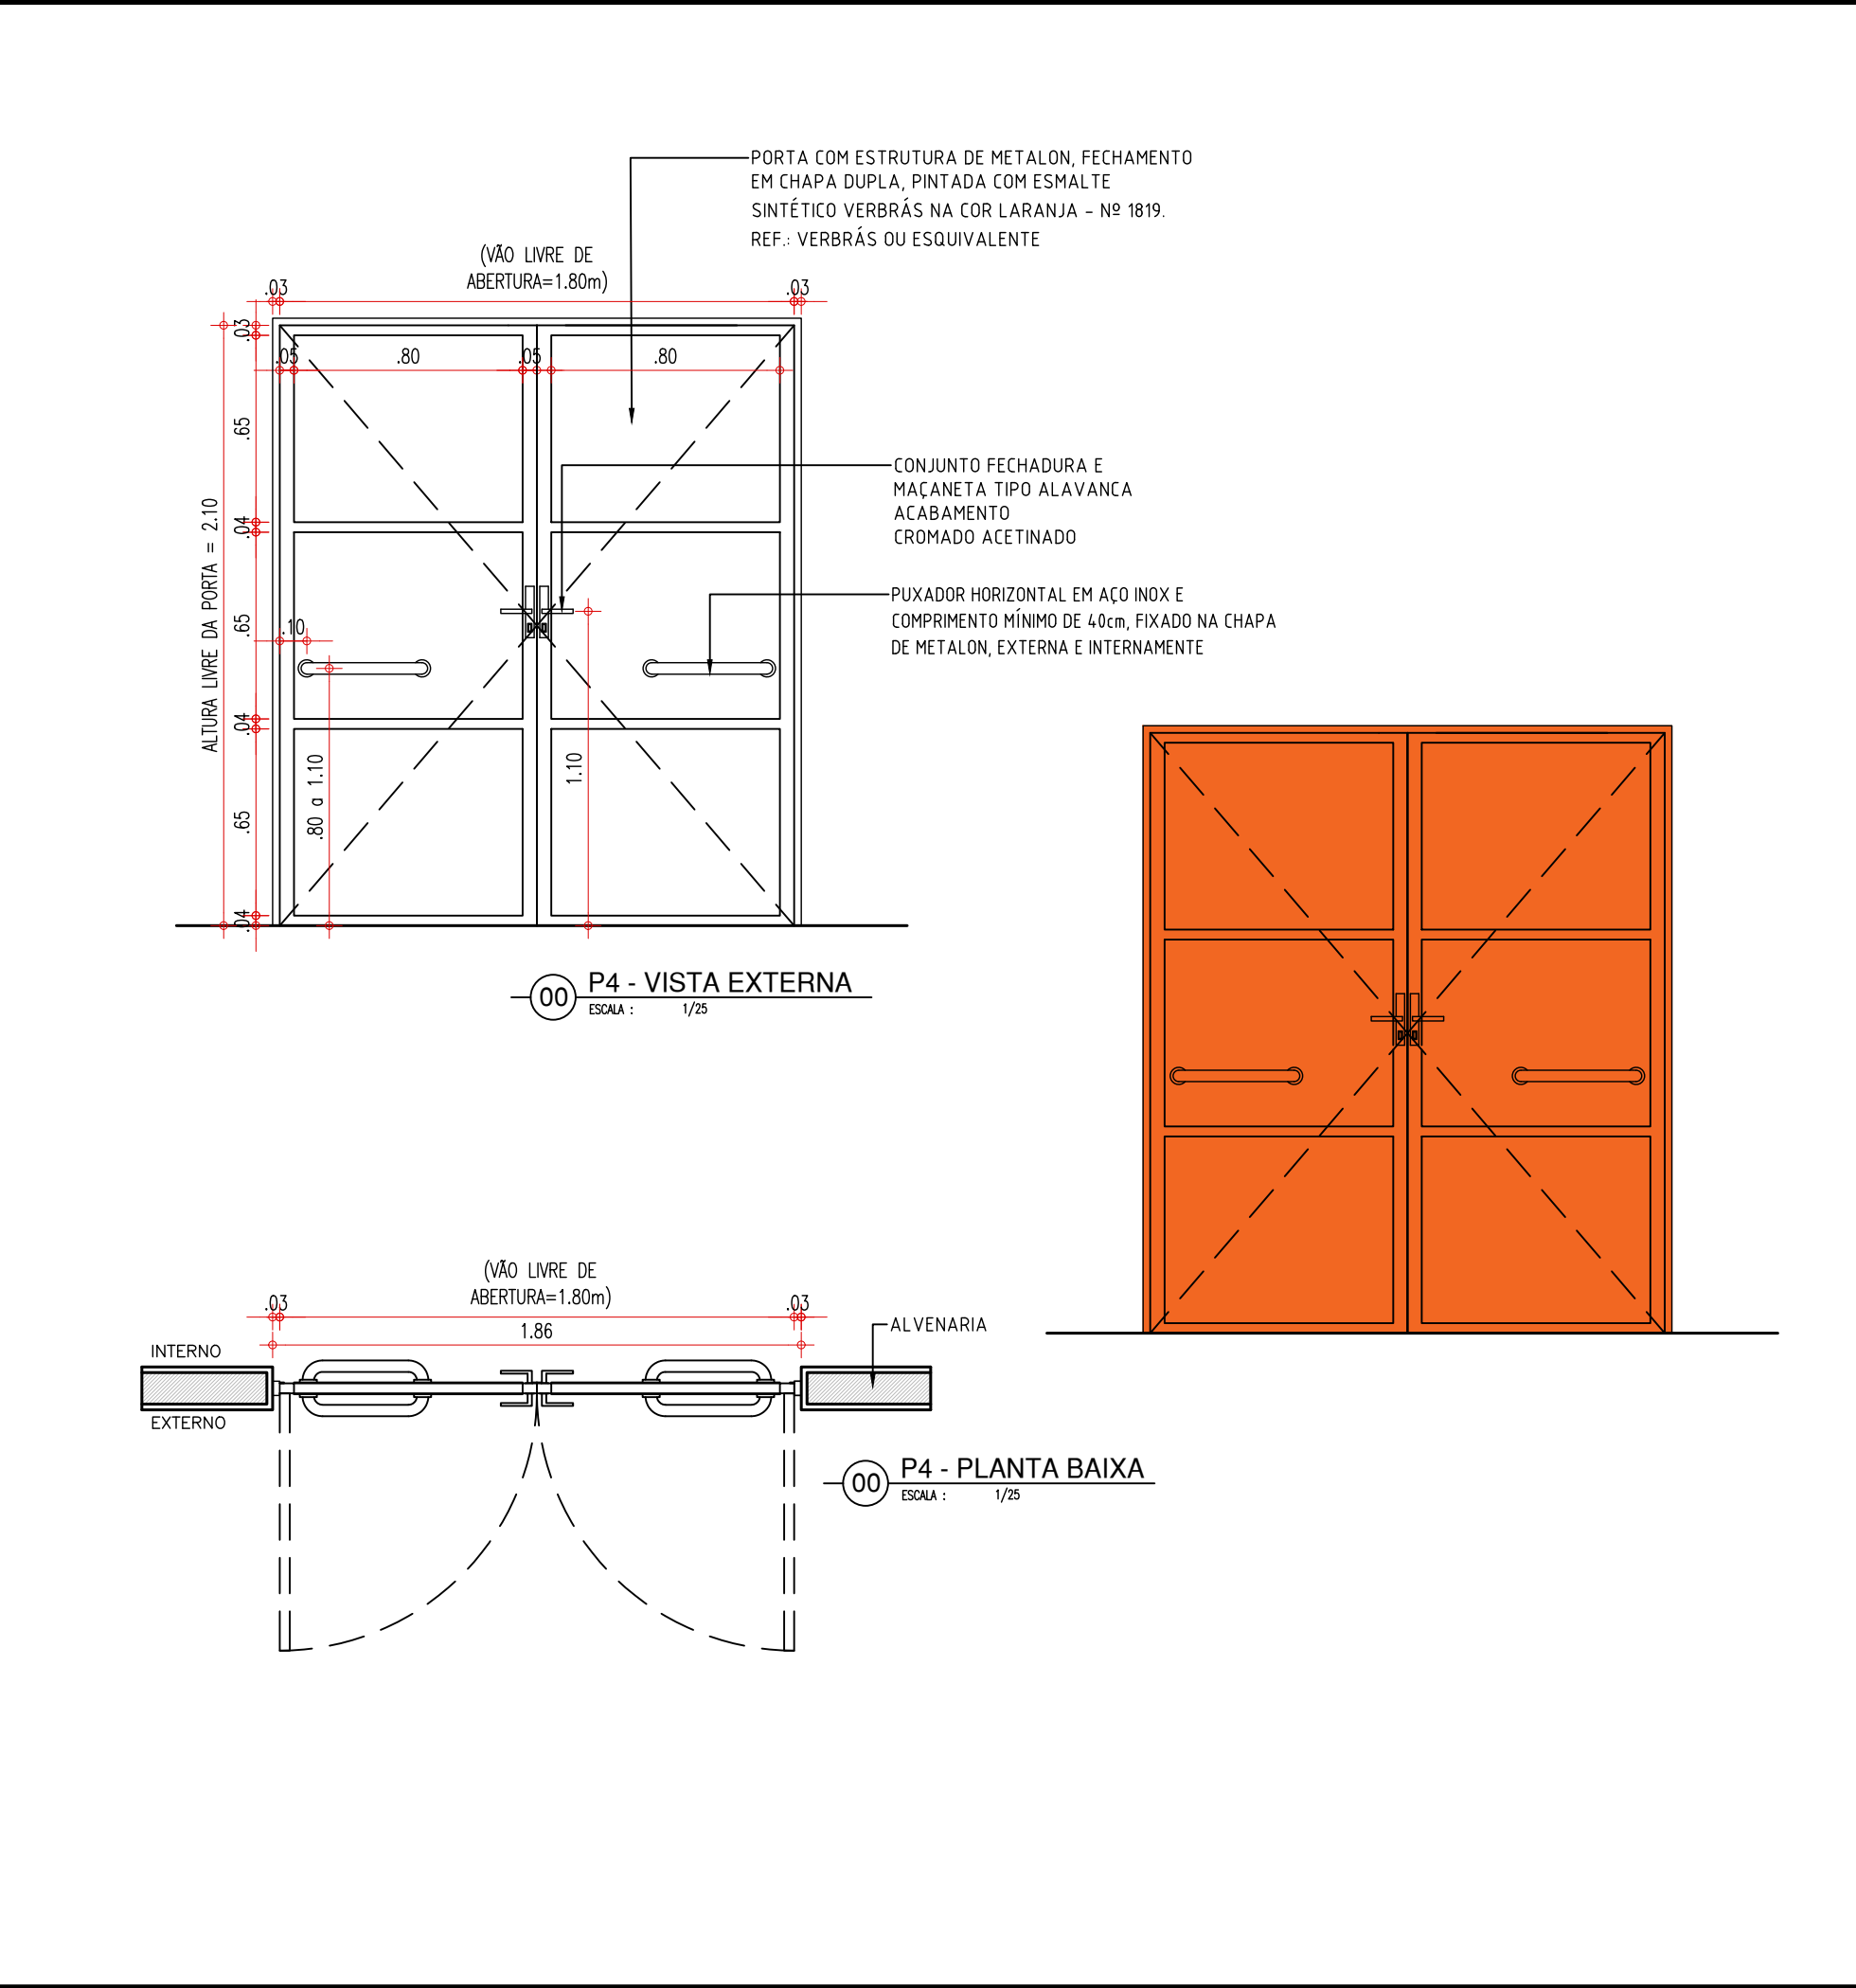 PORTA COM ESTRUTURA DE METALON, FECHAMENTO
EM CHAPA DUPLA, PINTADA COM ESMALTE
SINTÉTICO VERBRÁS NA COR LARANJA - Nº 1819.
REF.: VERBRÁS OU ESQUIVALENTE
(VÃO LIVRE DE
ABERTURA=1.80m)
.03
.03
.03
.05
.80
.05
.80
.65
.04
.65
.04
.65
.04
ALTURA LIVRE DA PORTA = 2.10
.10
.80 a 1.10
1.10
CONJUNTO FECHADURA E
MAÇANETA TIPO ALAVANCA
ACABAMENTO
CROMADO ACETINADO
PUXADOR HORIZONTAL EM AÇO INOX E
COMPRIMENTO MÍNIMO DE 40cm, FIXADO NA CHAPA
DE METALON, EXTERNA E INTERNAMENTE
00
P4 - VISTA EXTERNA
ESCALA : 1/25
(VÃO LIVRE DE
ABERTURA=1.80m)
.03
.03
1.86
ALVENARIA
INTERNO
EXTERNO
00
P4 - PLANTA BAIXA
ESCALA : 1/25